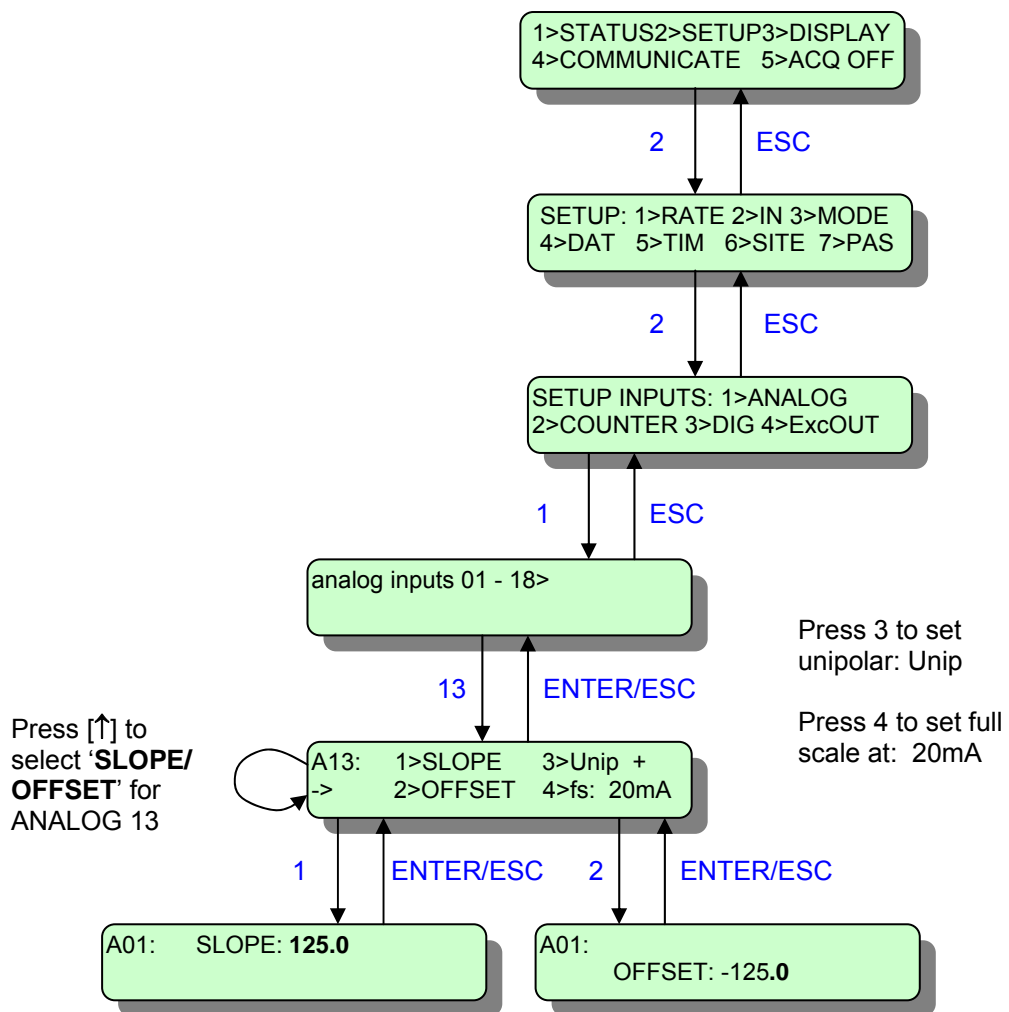 1>STATUS2>SETUP3>DISPLAY
4>COMMUNICATE 5>ACQ OFF
2 ESC
SETUP: 1>RATE 2>IN 3>MODE
4>DAT 5>TIM 6>SITE 7>PAS
2 ESC
SETUP INPUTS: 1>ANALOG
2>COUNTER 3>DIG 4>ExcOUT
1 ESC
analog inputs 01 - 18>
Press 3 to set
unipolar: Unip
Press 4 to set full
scale at: 20mA
13 ENTER/ESC
Press [↑] to
select ‘SLOPE/
OFFSET’ for
ANALOG 13
A13: 1>SLOPE 3>Unip +
-> 2>OFFSET 4>fs: 20mA
1 ENTER/ESC 2 ENTER/ESC
A01: SLOPE: 125.0
A01:
OFFSET: -125.0